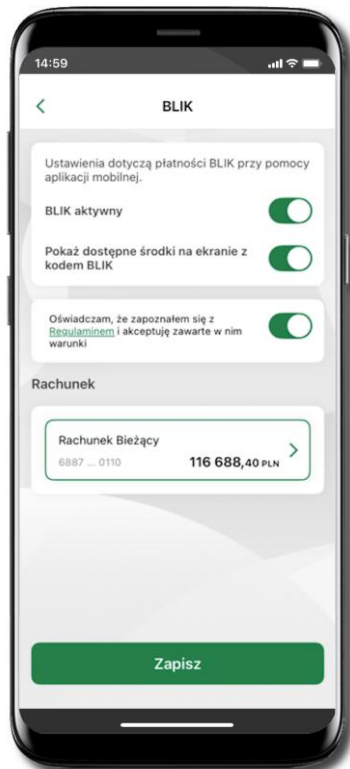 14:59
BLIK
Ustawienia dotyczą płatności BLIK przy pomocy
aplikacji mobilnej.
BLIK aktywny
Pokaż dostępne środki na ekranie z
kodem BLIK
Oświadczam, że zapoznałem się z
Regulaminem i akceptuję zawarte w nim
warunki
Rachunek
Rachunek Bieżący
6887 ... 0110 116 688,40 PLN
Zapisz